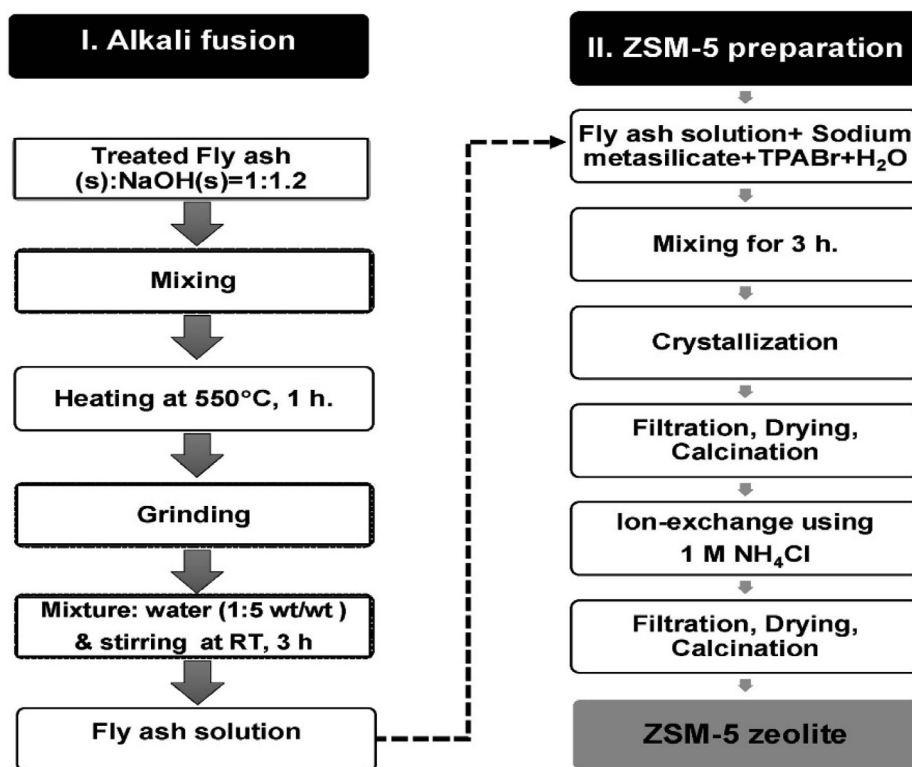 I. Alkali fusion
Treated Fly ash
(s):NaOH(s)=1:1.2
Mixing
Heating at 550°C, 1 h.
Grinding
Mixture: water (1:5 wt/wt )
& stirring at RT, 3 h
Fly ash solution
II. ZSM-5 preparation
Fly ash solution+ Sodium
metasilicate+TPABr+H₂O
Mixing for 3 h.
Crystallization
Filtration, Drying,
Calcination
Ion-exchange using
1 M NH₄Cl
Filtration, Drying,
Calcination
ZSM-5 zeolite